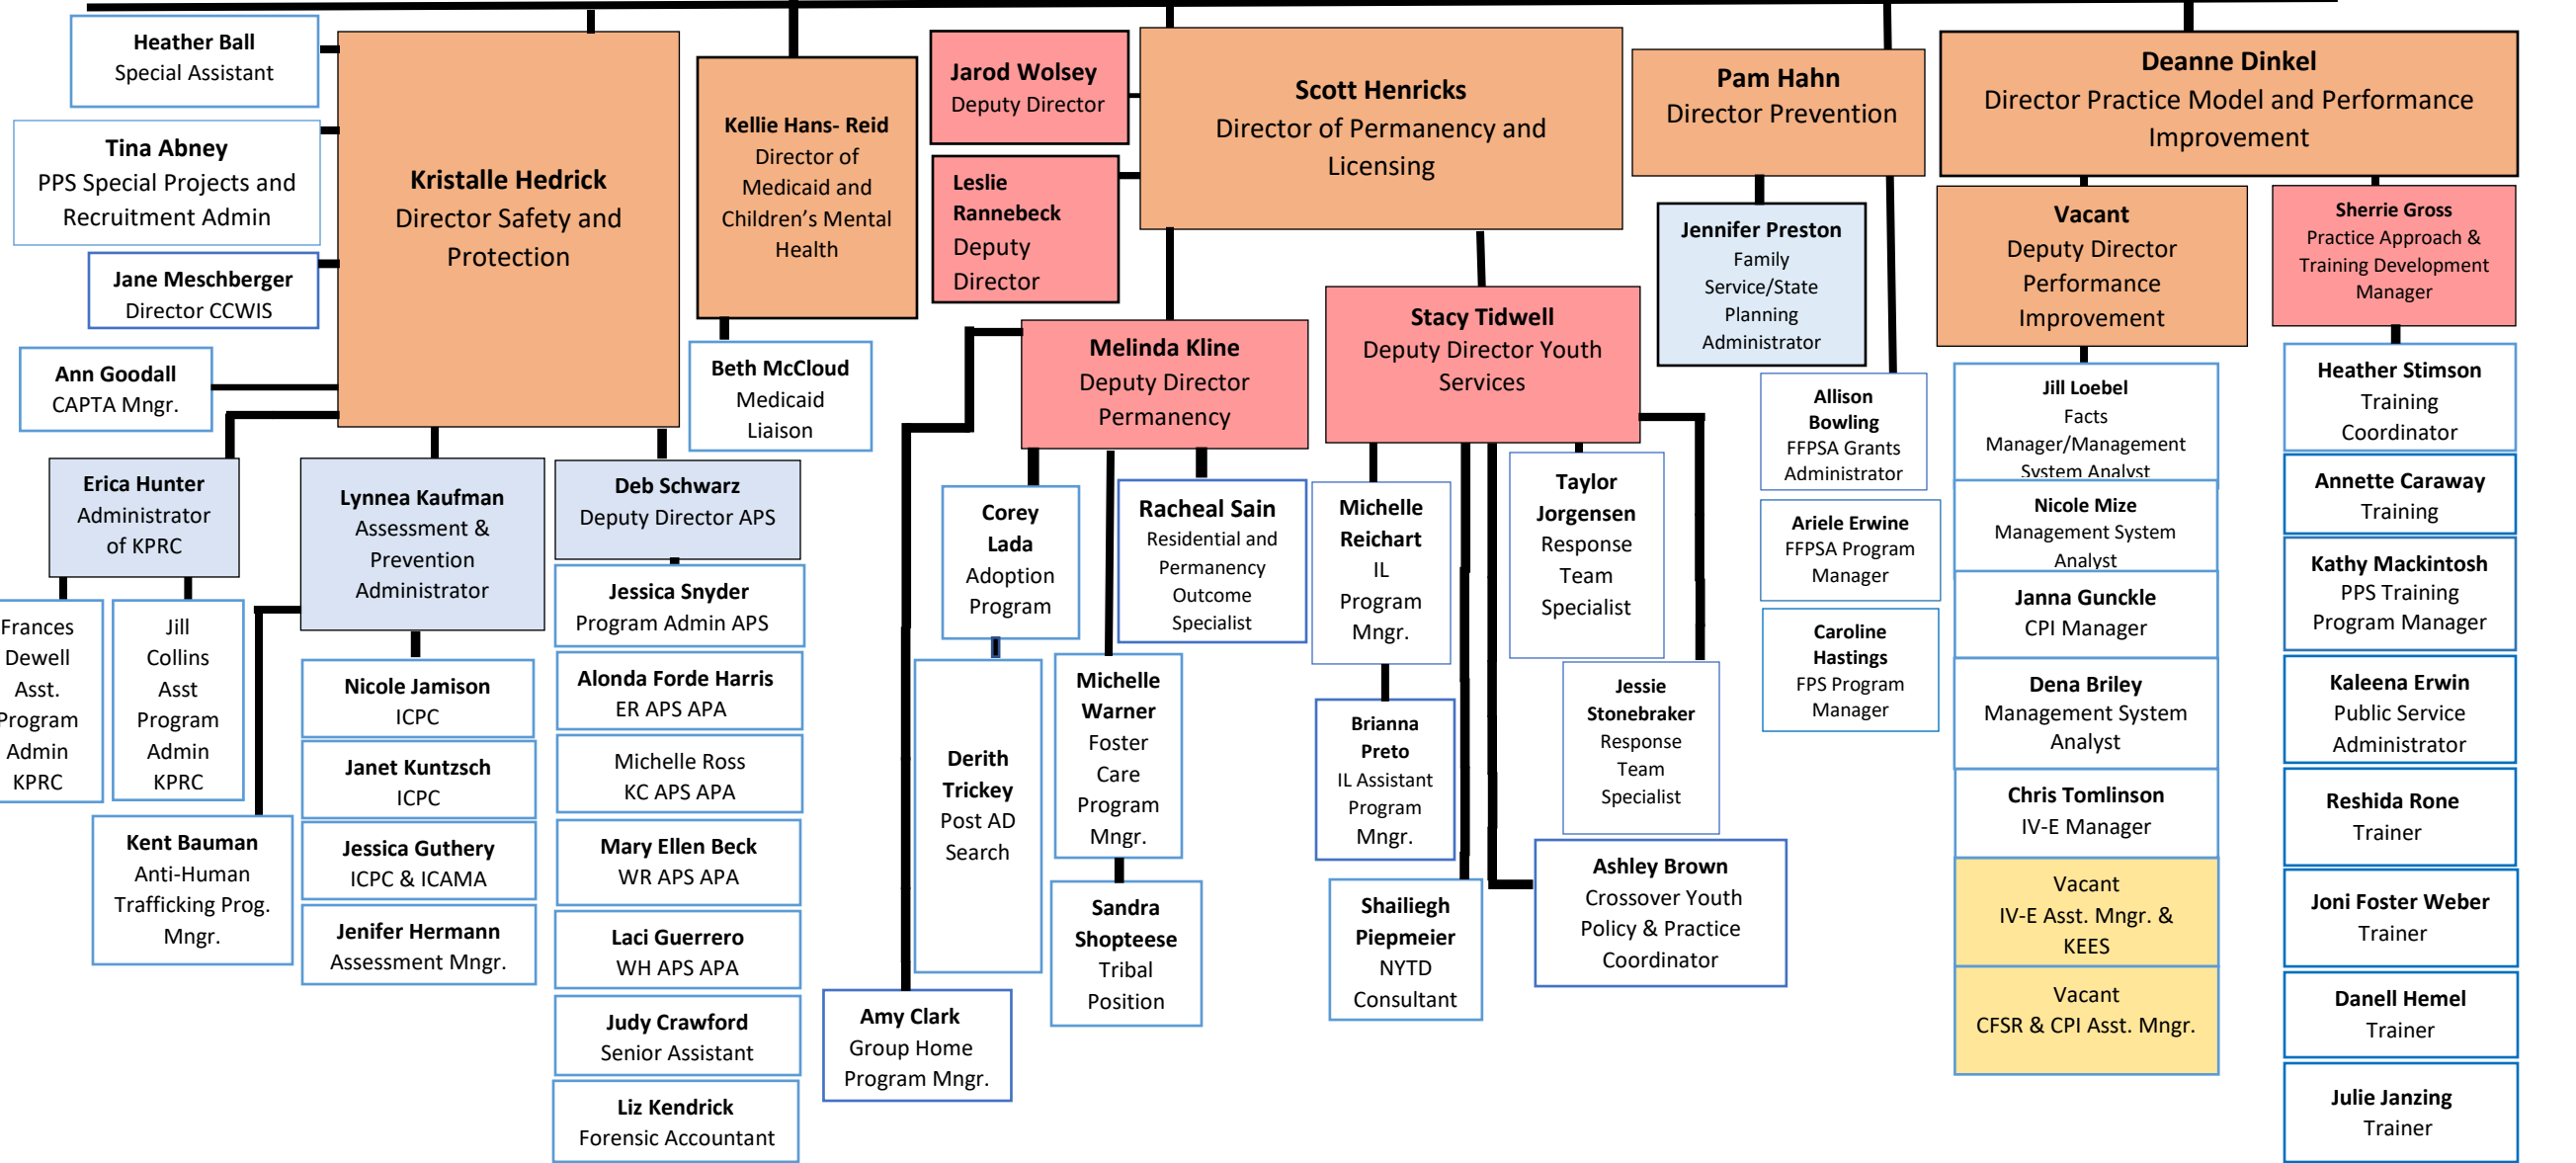 Heather Ball
Special Assistant
Tina Abney
PPS Special Projects and
Recruitment Admin
Jane Meschberger
Director CCWIS
Ann Goodall
CAPTA Mngr.
Kristalle Hedrick
Director Safety and
Protection
Erica Hunter
Administrator
of KPRC
Frances
Dewell
Asst.
Program
Admin
KPRC
Jill
Collins
Asst
Program
Admin
KPRC
Lynnea Kaufman
Assessment &
Prevention
Administrator
Kent Bauman
Anti-Human
Trafficking Prog.
Mngr.
Nicole Jamison
ICPC
Janet Kuntzsch
ICPC
Jessica Guthery
ICPC & ICAMA
Jenifer Hermann
Assessment Mngr.
Deb Schwarz
Deputy Director APS
Jessica Snyder
Program Admin APS
Alonda Forde Harris
ER APS APA
Michelle Ross
KC APS APA
Mary Ellen Beck
WR APS APA
Laci Guerrero
WH APS APA
Judy Crawford
Senior Assistant
Liz Kendrick
Forensic Accountant
Kellie Hans- Reid
Director of
Medicaid and
Children’s Mental
Health
Beth McCloud
Medicaid
Liaison
Jarod Wolsey
Deputy Director
Leslie
Rannebeck
Deputy
Director
Scott Henricks
Director of Permanency and
Licensing
Melinda Kline
Deputy Director
Permanency
Corey
Lada
Adoption
Program
Derith
Trickey
Post AD
Search
Racheal Sain
Residential and
Permanency
Outcome
Specialist
Michelle
Warner
Foster
Care
Program
Mngr.
Sandra
Shopteese
Tribal
Position
Amy Clark
Group Home
Program Mngr.
Stacy Tidwell
Deputy Director Youth
Services
Michelle
Reichart
IL
Program
Mngr.
Brianna
Preto
IL Assistant
Program
Mngr.
Shailiegh
Piepmeier
NYTD
Consultant
Taylor
Jorgensen
Response
Team
Specialist
Jessie
Stonebraker
Response
Team
Specialist
Ashley Brown
Crossover Youth
Policy & Practice
Coordinator
Pam Hahn
Director Prevention
Jennifer Preston
Family
Service/State
Planning
Administrator
Allison
Bowling
FFPSA Grants
Administrator
Ariele Erwine
FFPSA Program
Manager
Caroline
Hastings
FPS Program
Manager
Deanne Dinkel
Director Practice Model and Performance
Improvement
Vacant
Deputy Director
Performance
Improvement
Jill Loebel
Facts
Manager/Management
System Analyst
Nicole Mize
Management System
Analyst
Janna Gunckle
CPI Manager
Dena Briley
Management System
Analyst
Chris Tomlinson
IV-E Manager
Vacant
IV-E Asst. Mngr. &
KEES
Vacant
CFSR & CPI Asst. Mngr.
Sherrie Gross
Practice Approach &
Training Development
Manager
Heather Stimson
Training
Coordinator
Annette Caraway
Training
Kathy Mackintosh
PPS Training
Program Manager
Kaleena Erwin
Public Service
Administrator
Reshida Rone
Trainer
Joni Foster Weber
Trainer
Danell Hemel
Trainer
Julie Janzing
Trainer